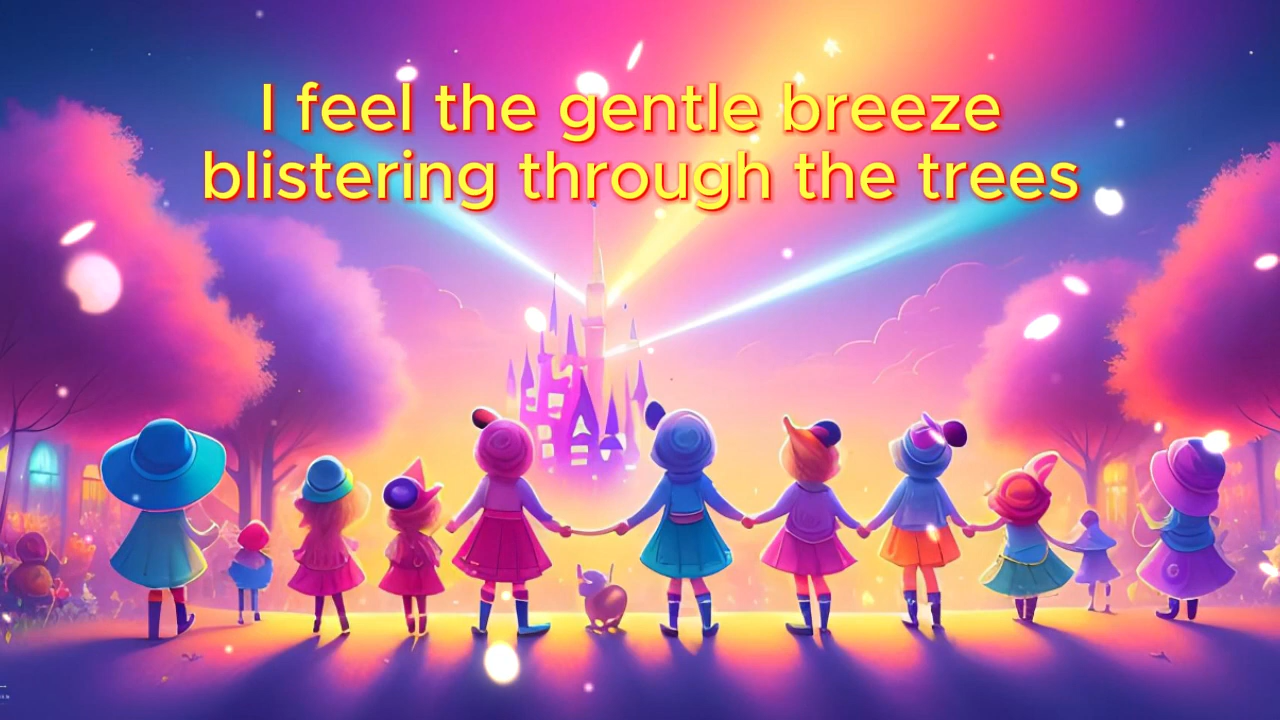 I feel the gentle breeze
blistering through the trees